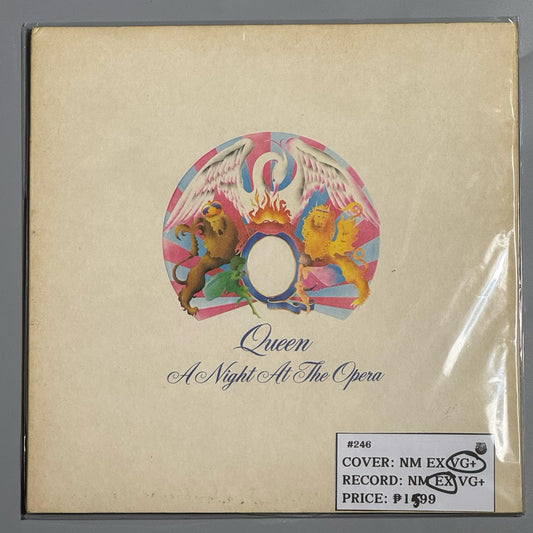 Queen
A Night At The Opera
#246
COVER: NM EX VG+
RECORD: NM EX VG+
PRICE: ₱1599